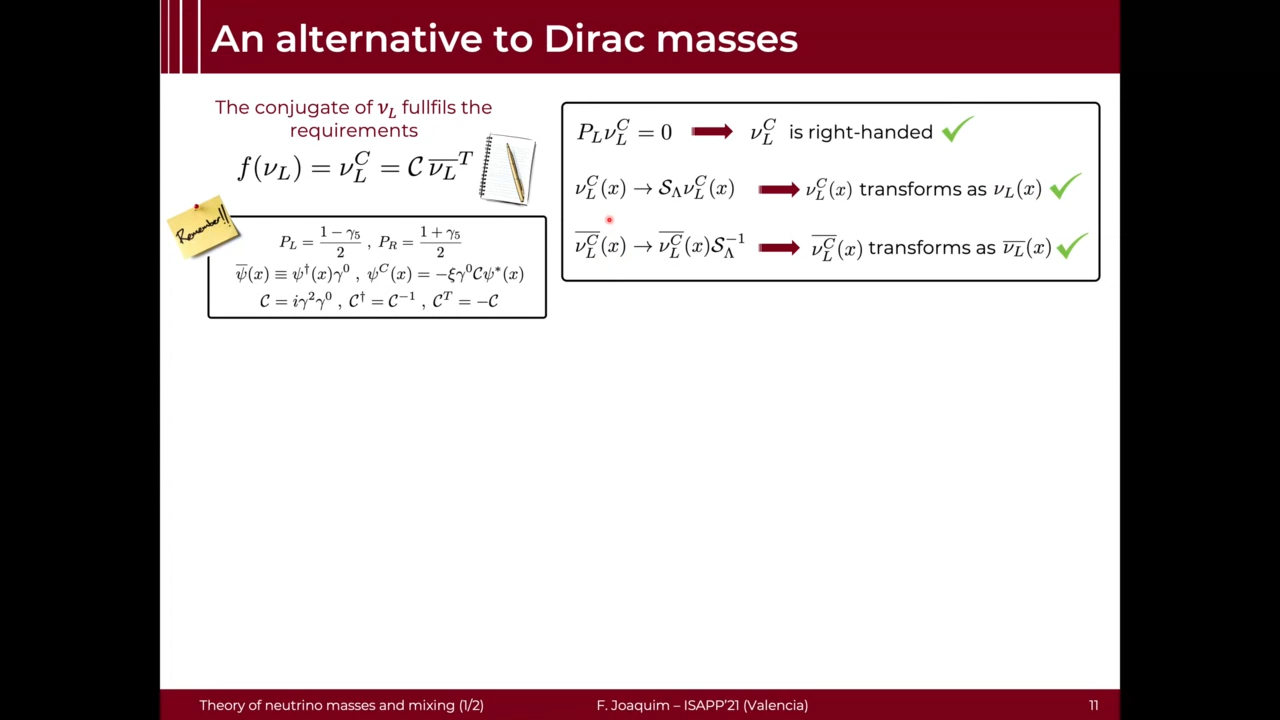 An alternative to Dirac masses
The conjugate of ν_L fullfils the
requirements
f(ν_L) = ν_L^C = 𝒞 \overline{ν_L}^T
Remember!!
P_L = \frac{1 − γ_5}{2} , P_R = \frac{1 + γ_5}{2}
\overline{ψ}(x) ≡ ψ^†(x)γ^0 , ψ^C(x) = −ξγ^0𝒞ψ^*(x)
𝒞 = iγ^2γ^0 , 𝒞^† = 𝒞^{−1} , 𝒞^T = −𝒞
P_L ν_L^C = 0 ➡ ν_L^C is right-handed ✓
ν_L^C(x) → 𝒮_Λ ν_L^C(x) ➡ ν_L^C(x) transforms as ν_L(x) ✓
\overline{ν_L^C}(x) → \overline{ν_L^C}(x) 𝒮_Λ^{−1} ➡ \overline{ν_L^C}(x) transforms as \overline{ν_L}(x) ✓
Theory of neutrino masses and mixing (1/2) F. Joaquim – ISAPP'21 (Valencia) 11